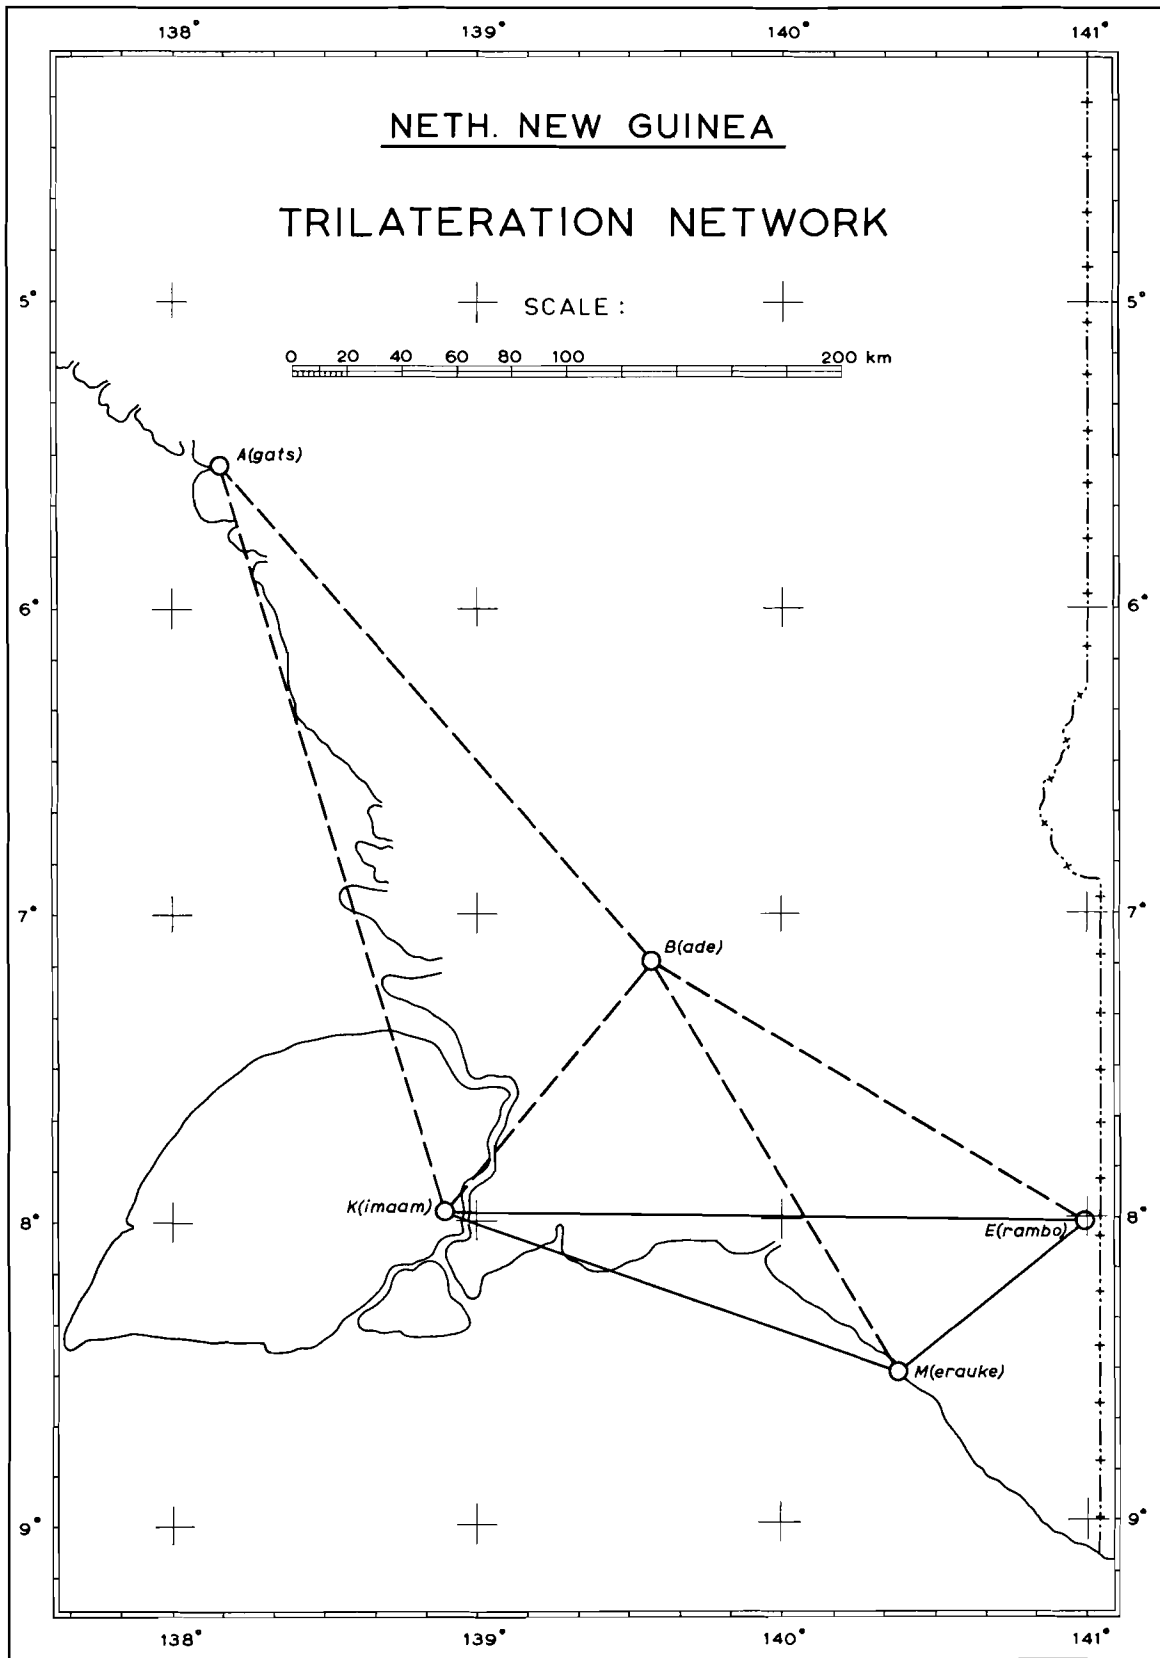 138° 139° 140° 141°
NETH. NEW GUINEA
TRILATERATION NETWORK
5° 5°
SCALE :
0 20 40 60 80 100 200 km
A(gats)
6° 6°
7° 7°
B(ade)
K(imaam)
8° 8°
E(rambo)
M(erauke)
9° 9°
138° 139° 140° 141°